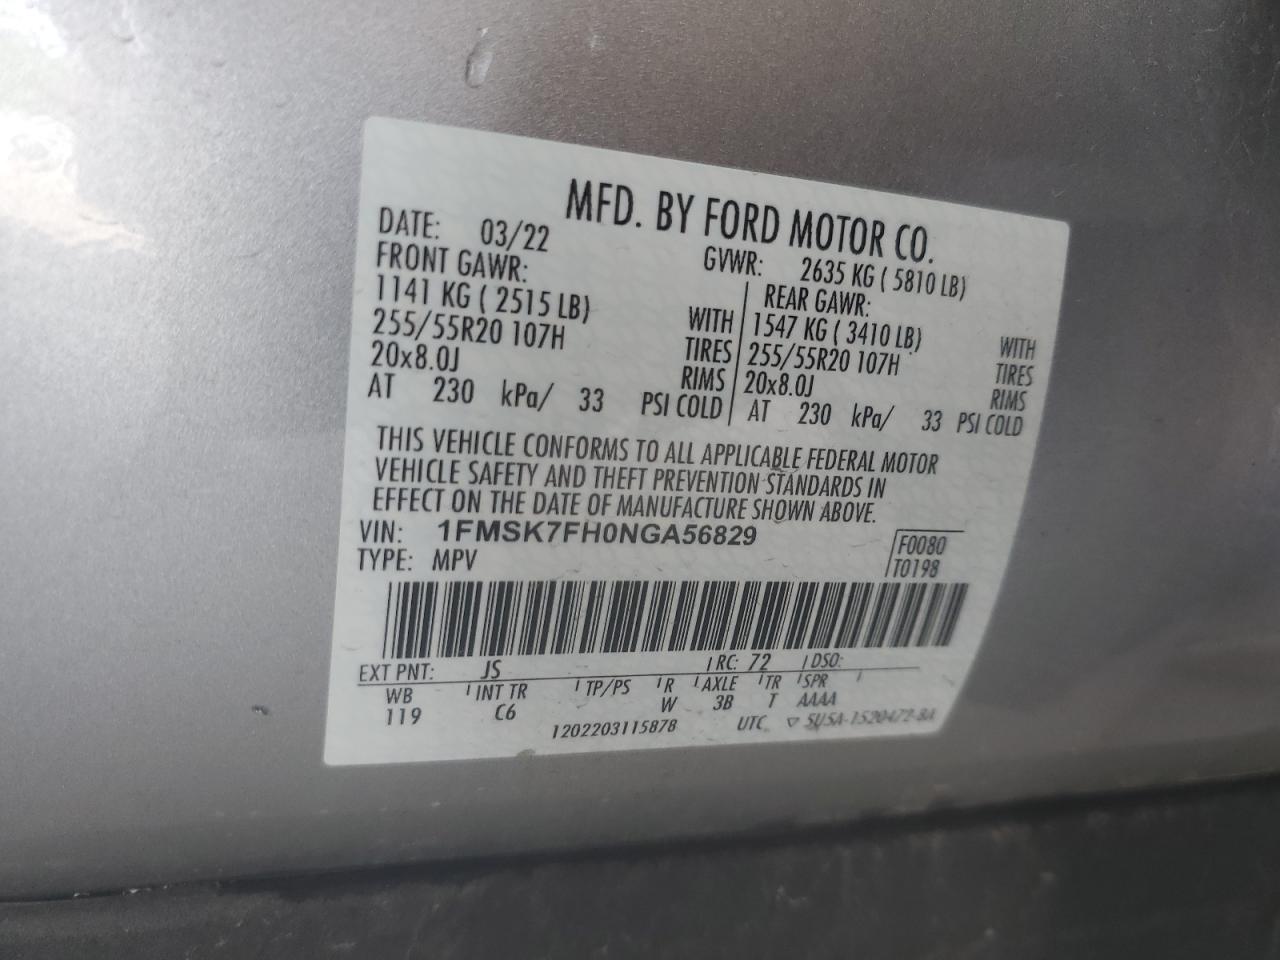 MFD. BY FORD MOTOR CO.
DATE: 03/22 GVWR: 2635 KG ( 5810 LB)
FRONT GAWR: REAR GAWR:
1141 KG ( 2515 LB) WITH 1547 KG ( 3410 LB) WITH
255/55R20 107H TIRES 255/55R20 107H TIRES
20x8.0J RIMS 20x8.0J RIMS
AT 230 kPa/ 33 PSI COLD AT 230 kPa/ 33 PSI COLD
THIS VEHICLE CONFORMS TO ALL APPLICABLE FEDERAL MOTOR
VEHICLE SAFETY AND THEFT PREVENTION STANDARDS IN
EFFECT ON THE DATE OF MANUFACTURE SHOWN ABOVE.
VIN: 1FMSK7FH0NGA56829 F0080
TYPE: MPV T0198
EXT PNT: JS RC: 72 DSO:
WB INT TR TP/PS R AXLE TR SPR
119 C6 W 3B T AAAA
1202203115878 UTC ▽ 5U5A-1520472-BA